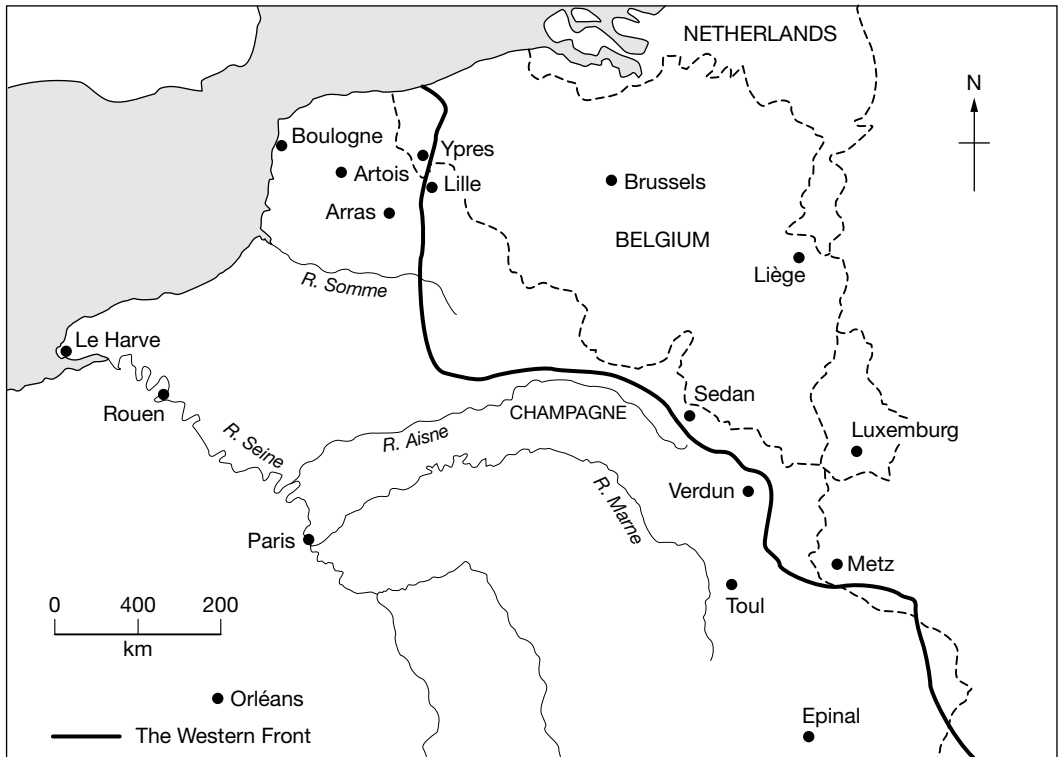 NETHERLANDS
N
Boulogne
Ypres
Artois
Lille
Brussels
Arras
BELGIUM
Liège
R. Somme
Le Harve
Sedan
Rouen
CHAMPAGNE
R. Seine
R. Aisne
Luxemburg
Verdun
R. Marne
Paris
Metz
Toul
0 400 200
km
Orléans
Epinal
The Western Front